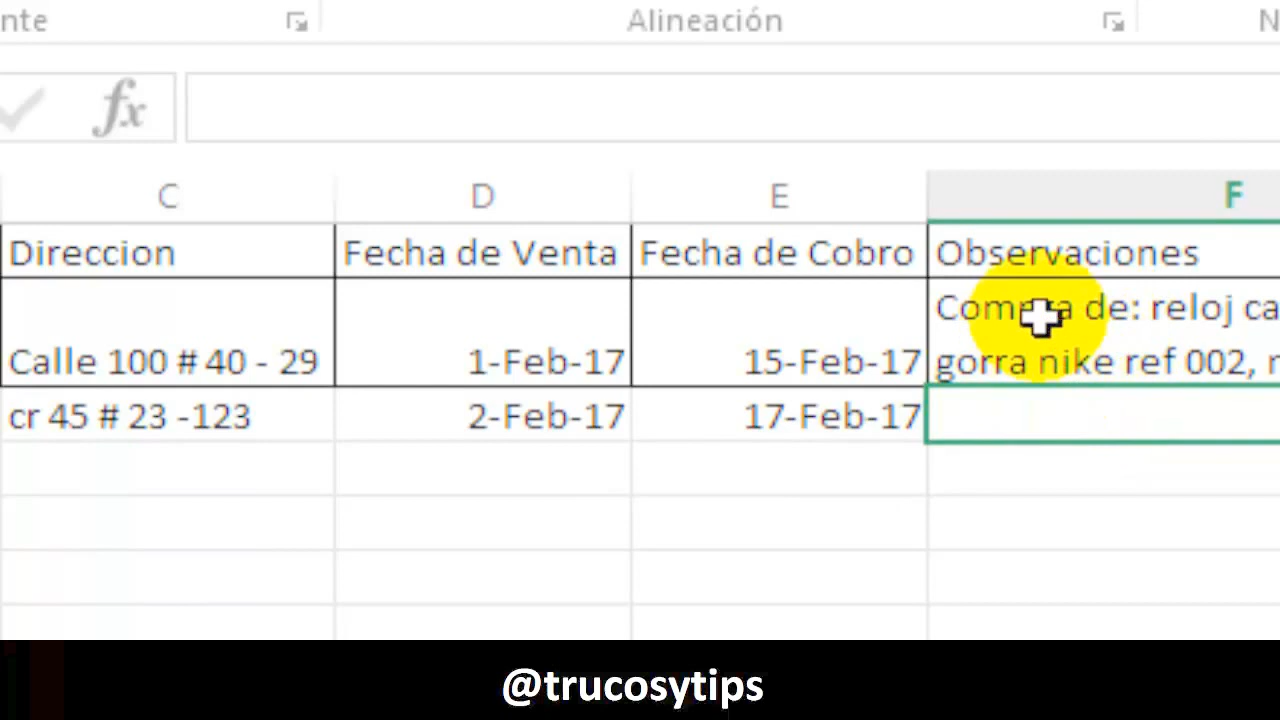 Alineación
fx
C D E F
Direccion Fecha de Venta Fecha de Cobro Observaciones
Compra de: reloj
Calle 100 # 40 - 29 1-Feb-17 15-Feb-17 gorra nike ref 002,
cr 45 # 23 -123 2-Feb-17 17-Feb-17
@trucosytips